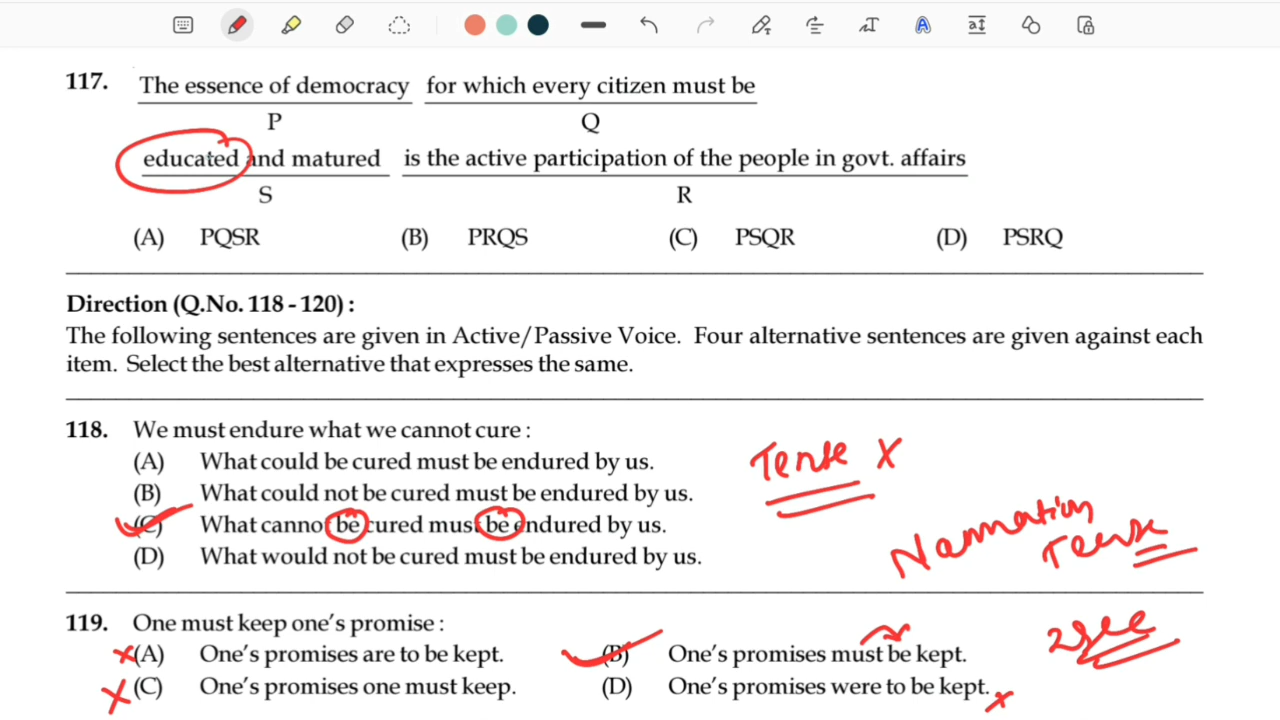 117. The essence of democracy for which every citizen must be
P Q
educated and matured is the active participation of the people in govt. affairs
S R
(A) PQSR (B) PRQS (C) PSQR (D) PSRQ
Direction (Q.No. 118 - 120) :
The following sentences are given in Active/Passive Voice. Four alternative sentences are given against each
item. Select the best alternative that expresses the same.
118. We must endure what we cannot cure :
(A) What could be cured must be endured by us.
(B) What could not be cured must be endured by us.
(C) What cannot be cured must be endured by us.
(D) What would not be cured must be endured by us.
Tense X
Narration
Tense
119. One must keep one's promise :
(A) One's promises are to be kept. (B) One's promises must be kept.
(C) One's promises one must keep. (D) One's promises were to be kept.
2 sec